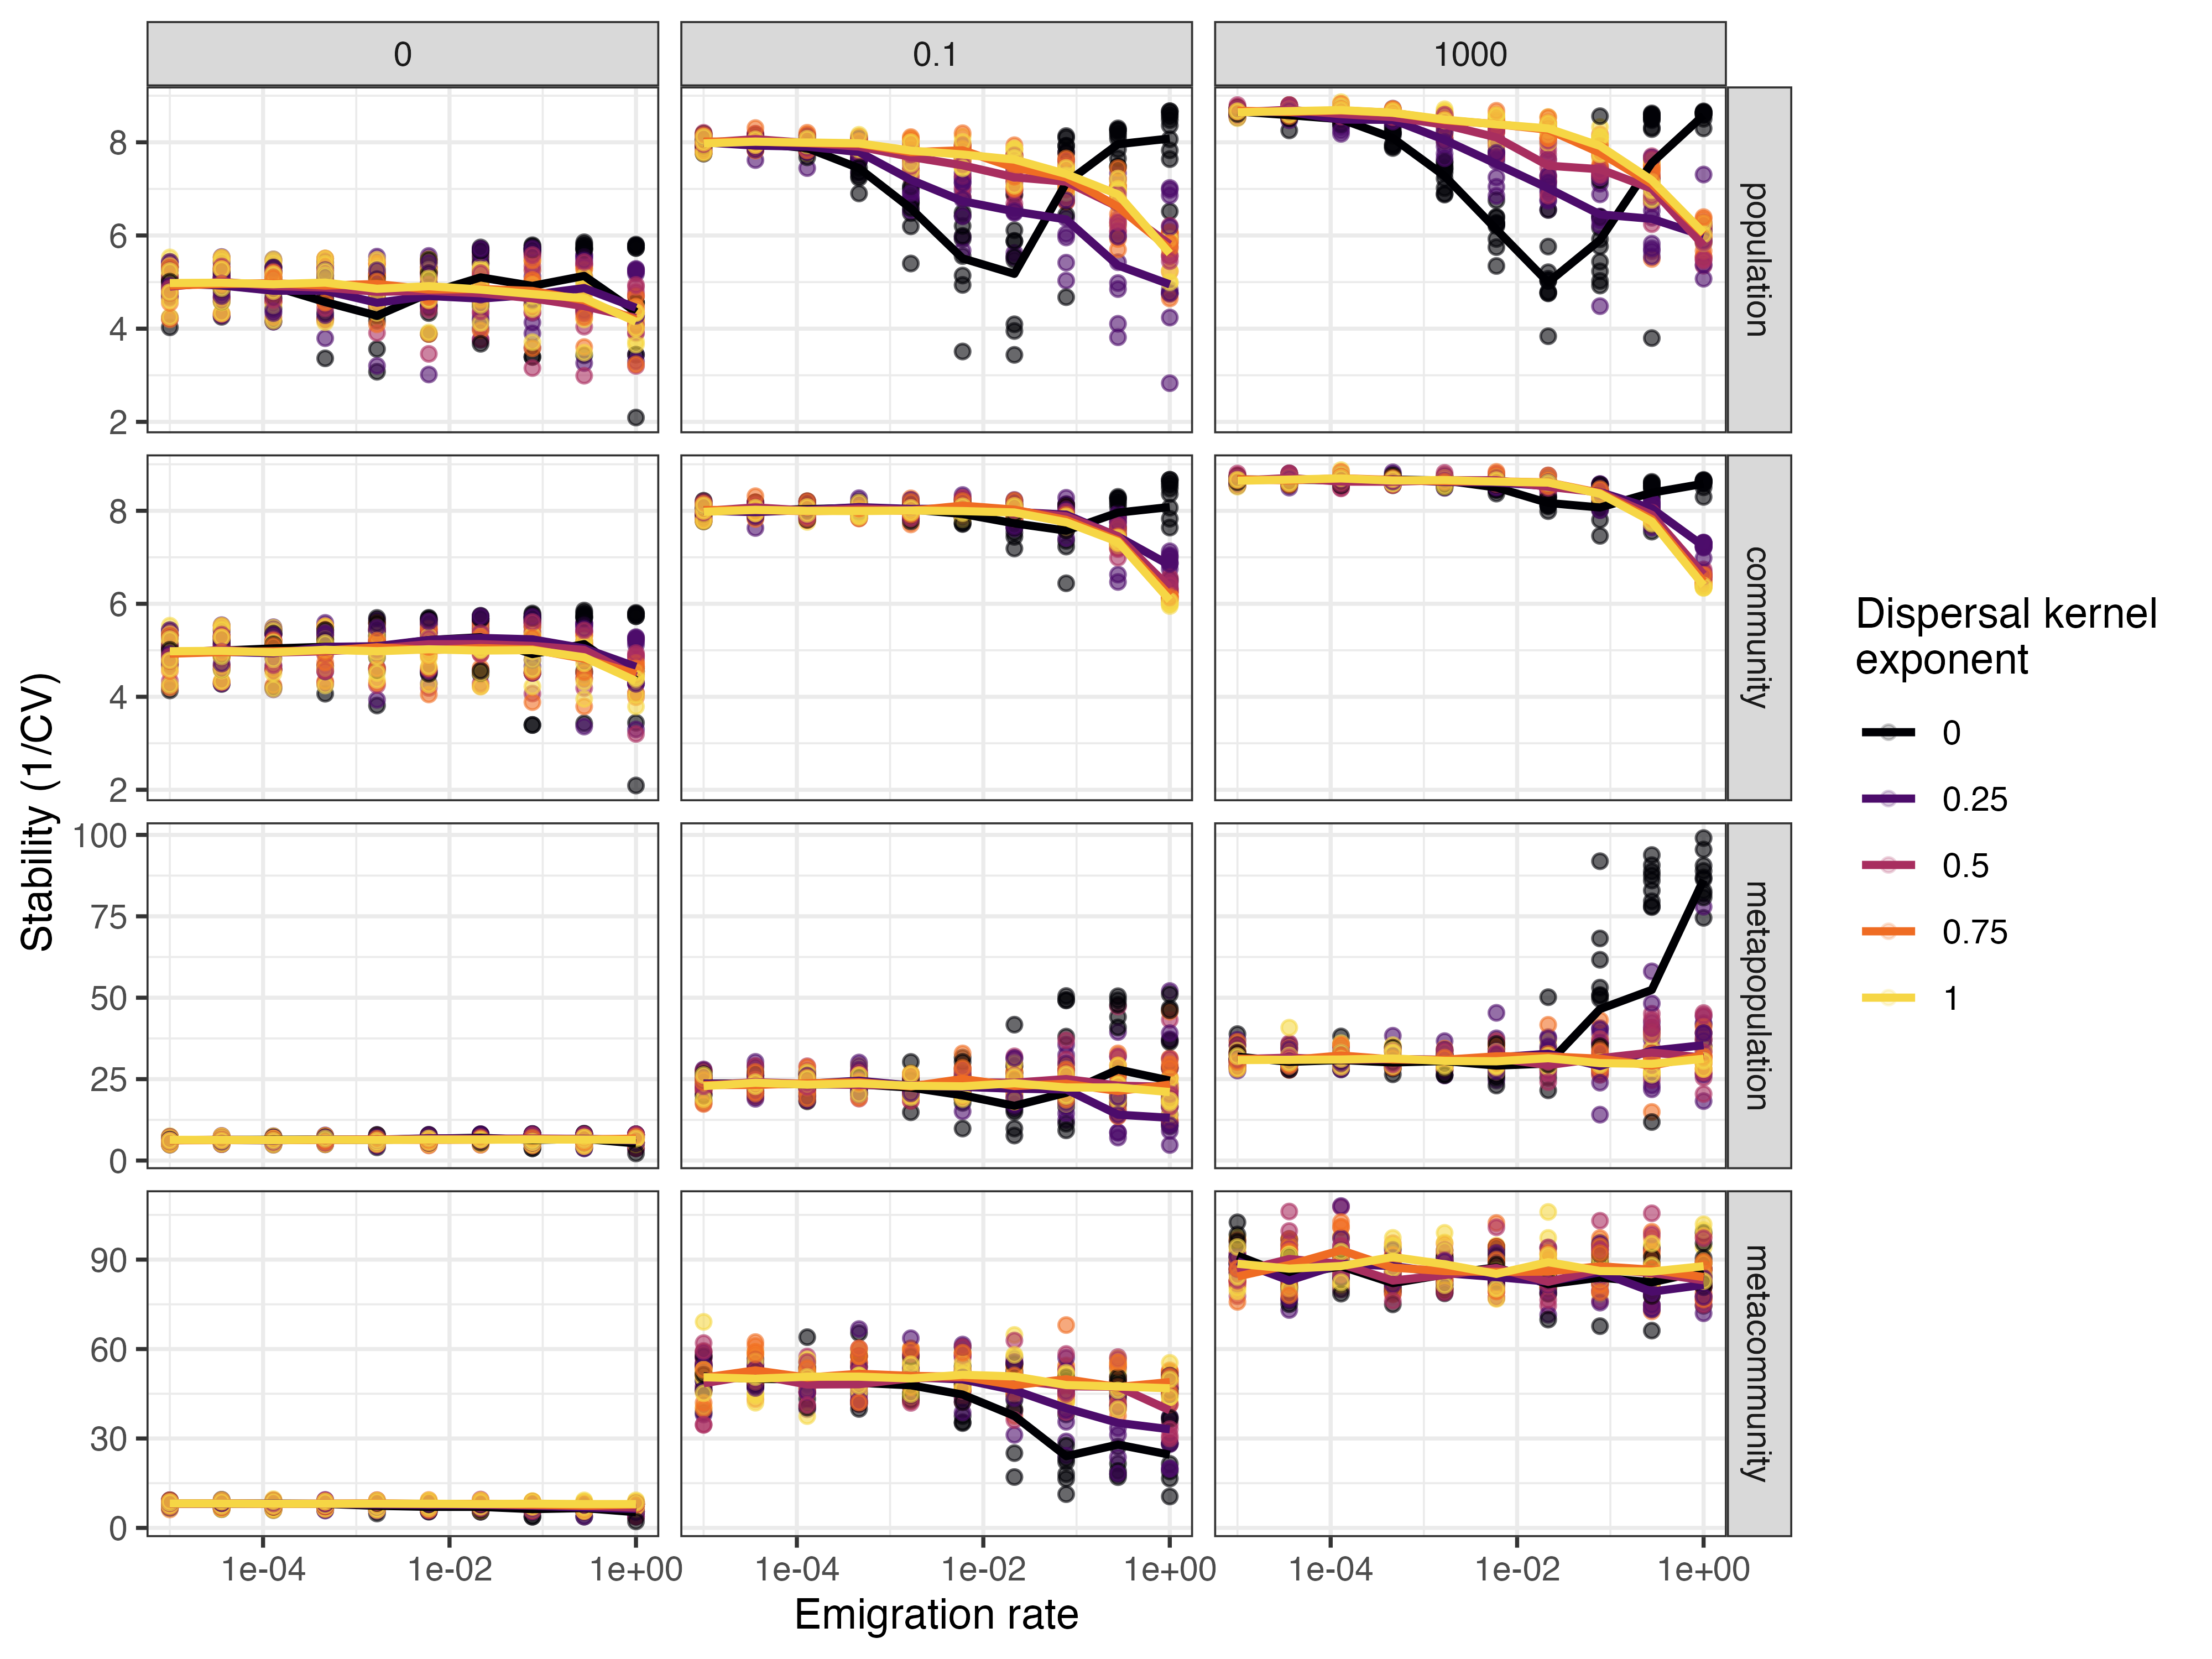 0 0.1 1000
8
6
4
2
population
8
6
4
2
community
100
75
50
25
0
metapopulation
90
60
30
0
metacommunity
1e-04 1e-02 1e+00 1e-04 1e-02 1e+00 1e-04 1e-02 1e+00
Emigration rate
Stability (1/CV)
Dispersal kernel
exponent
0
0.25
0.5
0.75
1